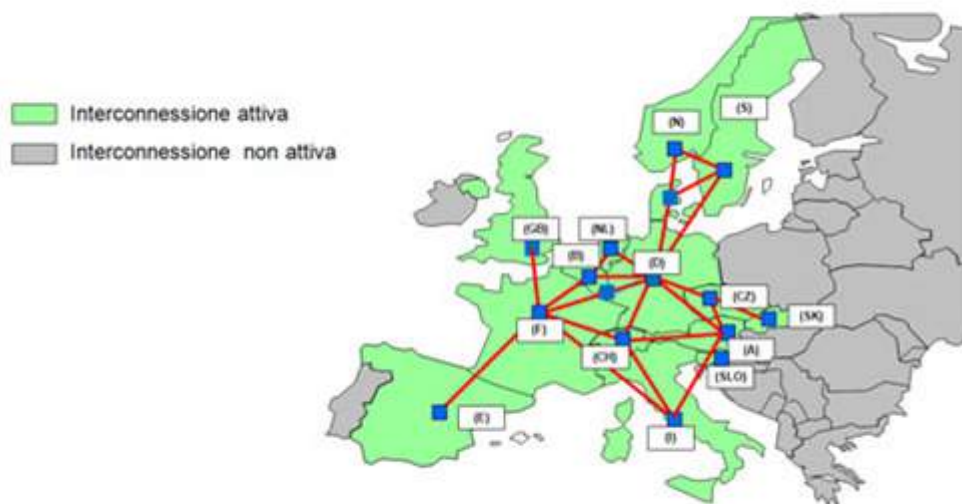 Interconnessione attiva
Interconnessione non attiva
(S)
(N)
(GB)
(NL)
(B)
(D)
(CZ)
(SK)
(F)
(CH)
(A)
(SLO)
(E)
(I)